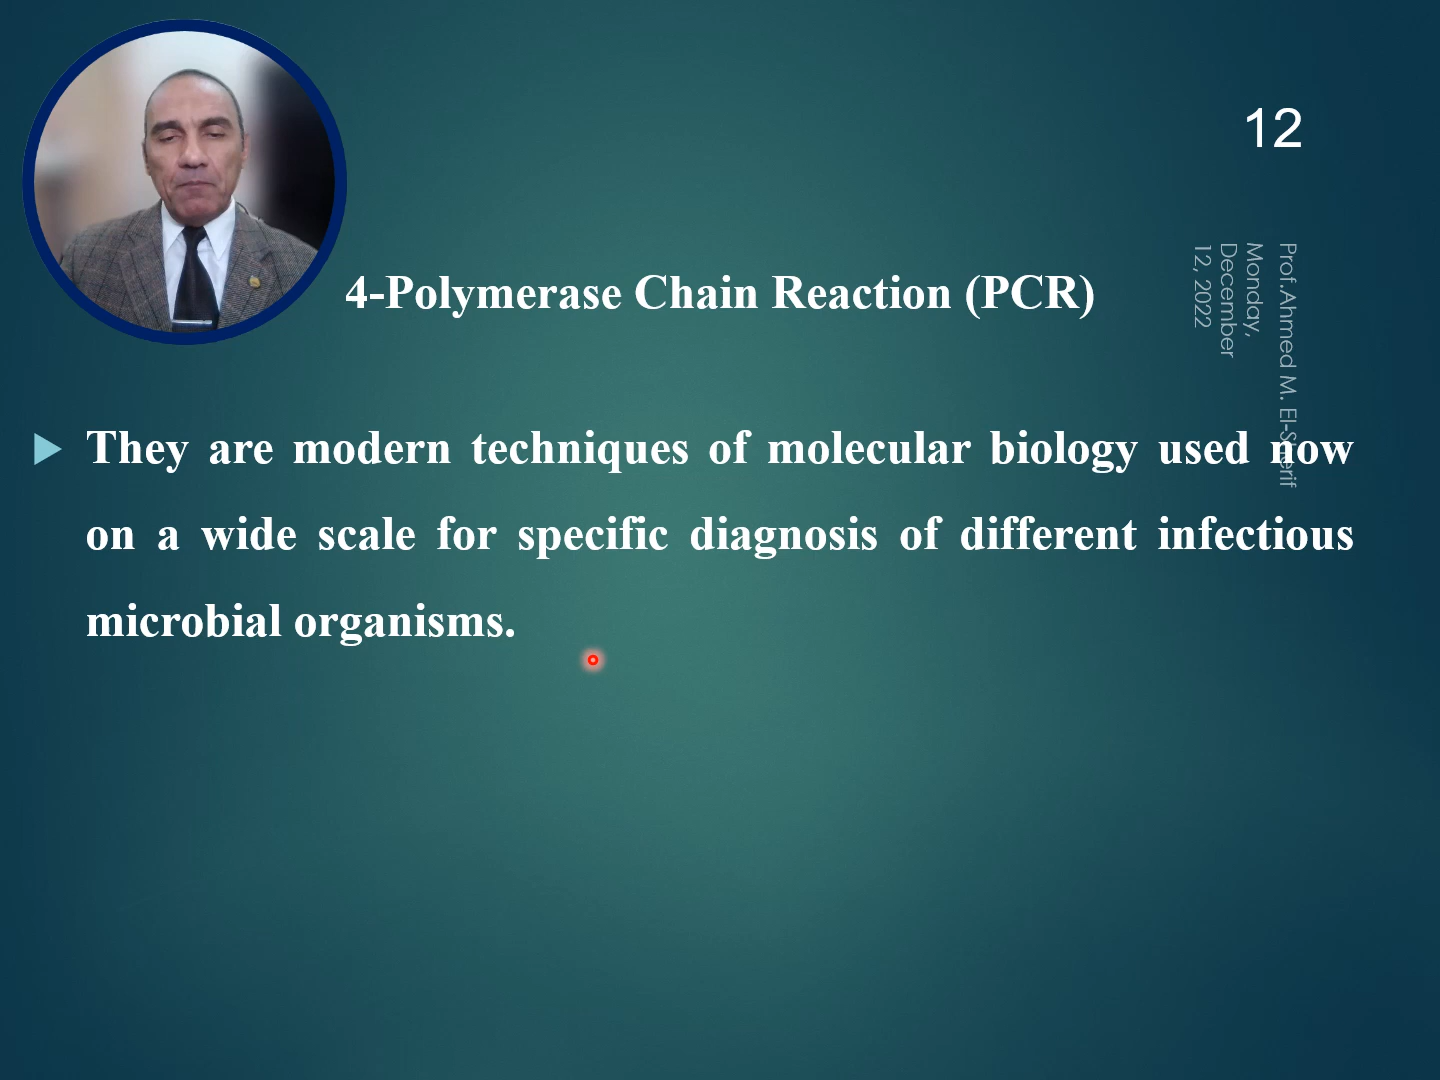 12
4-Polymerase Chain Reaction (PCR)
They are modern techniques of molecular biology used now
on a wide scale for specific diagnosis of different infectious
microbial organisms.
Prof.Ahmed M. El-Sherif
Monday,
December
12, 2022